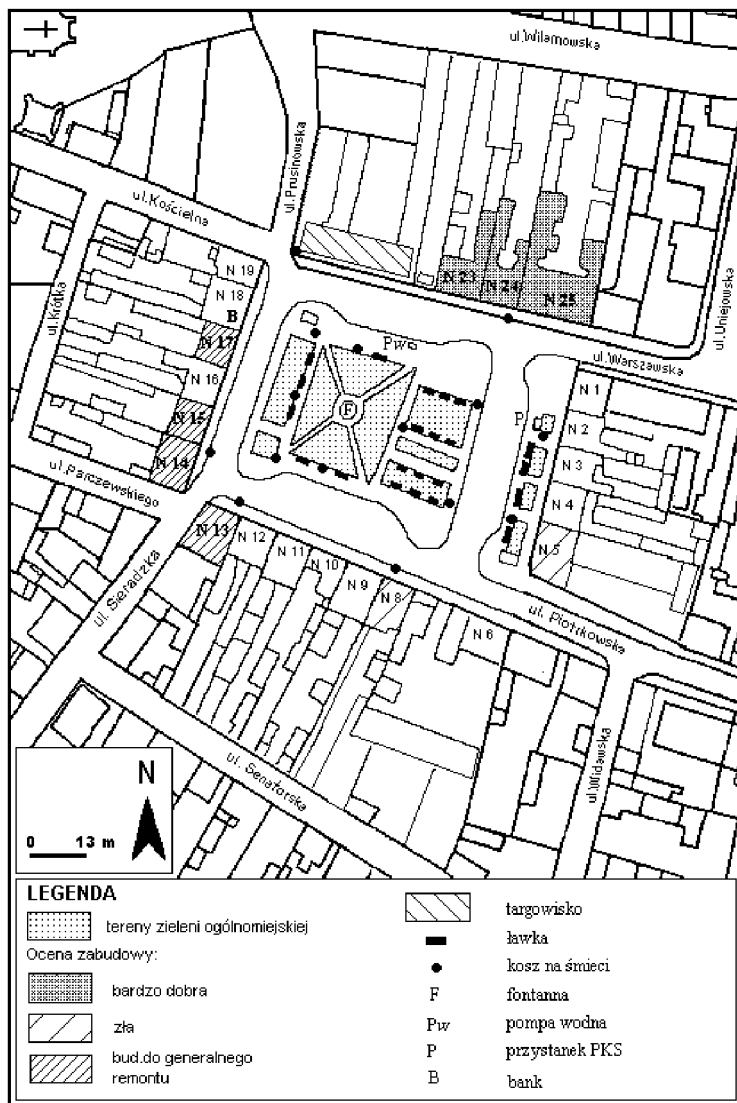 ul.Wilamowska
ul.Prusinowska
ul.Kościelna
ul.Krótka
ul.Uniejowska
N 19
N 18
B
N 17
N 16
N 15
N 14
N 23
N 24
N 25
Pw
F
ul.Warszawska
P
N 1
N 2
N 3
N 4
N 5
ul.Parczewskiego
N 13
N 12
N 11
N 10
N 9
N 8
N 6
ul. Sieradzka
ul. Piotrkowska
ul. Senatorska
ul.Widawska
N
0 13 m
LEGENDA
tereny zieleni ogólnomiejskiej
Ocena zabudowy:
bardzo dobra
zła
bud.do generalnego
remontu
targowisko
ławka
kosz na śmieci
F fontanna
Pw pompa wodna
P przystanek PKS
B bank